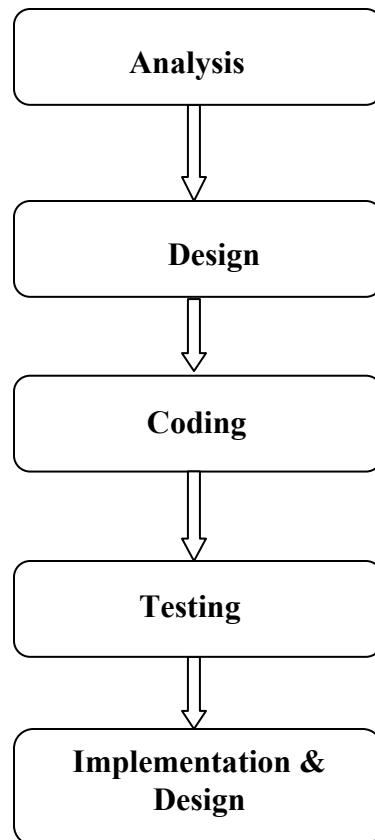 Analysis
Design
Coding
Testing
Implementation &
Design